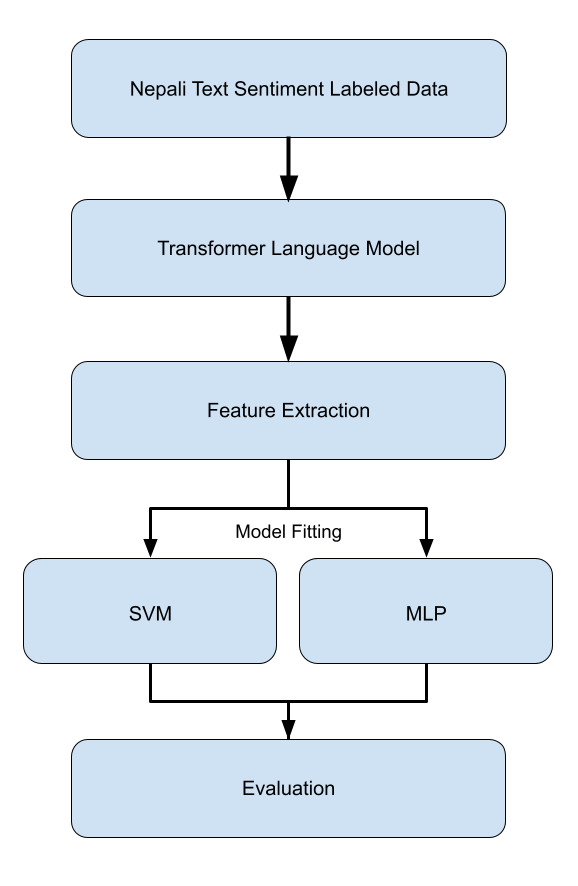 Nepali Text Sentiment Labeled Data
Transformer Language Model
Feature Extraction
Model Fitting
SVM
MLP
Evaluation